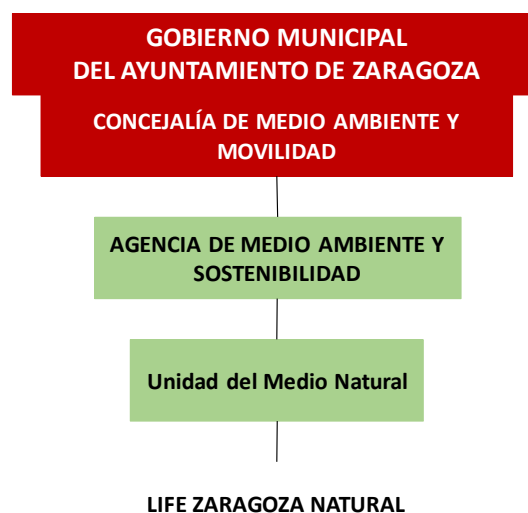 GOBIERNO MUNICIPAL
DEL AYUNTAMIENTO DE ZARAGOZA
CONCEJALÍA DE MEDIO AMBIENTE Y
MOVILIDAD
AGENCIA DE MEDIO AMBIENTE Y
SOSTENIBILIDAD
Unidad del Medio Natural
LIFE ZARAGOZA NATURAL